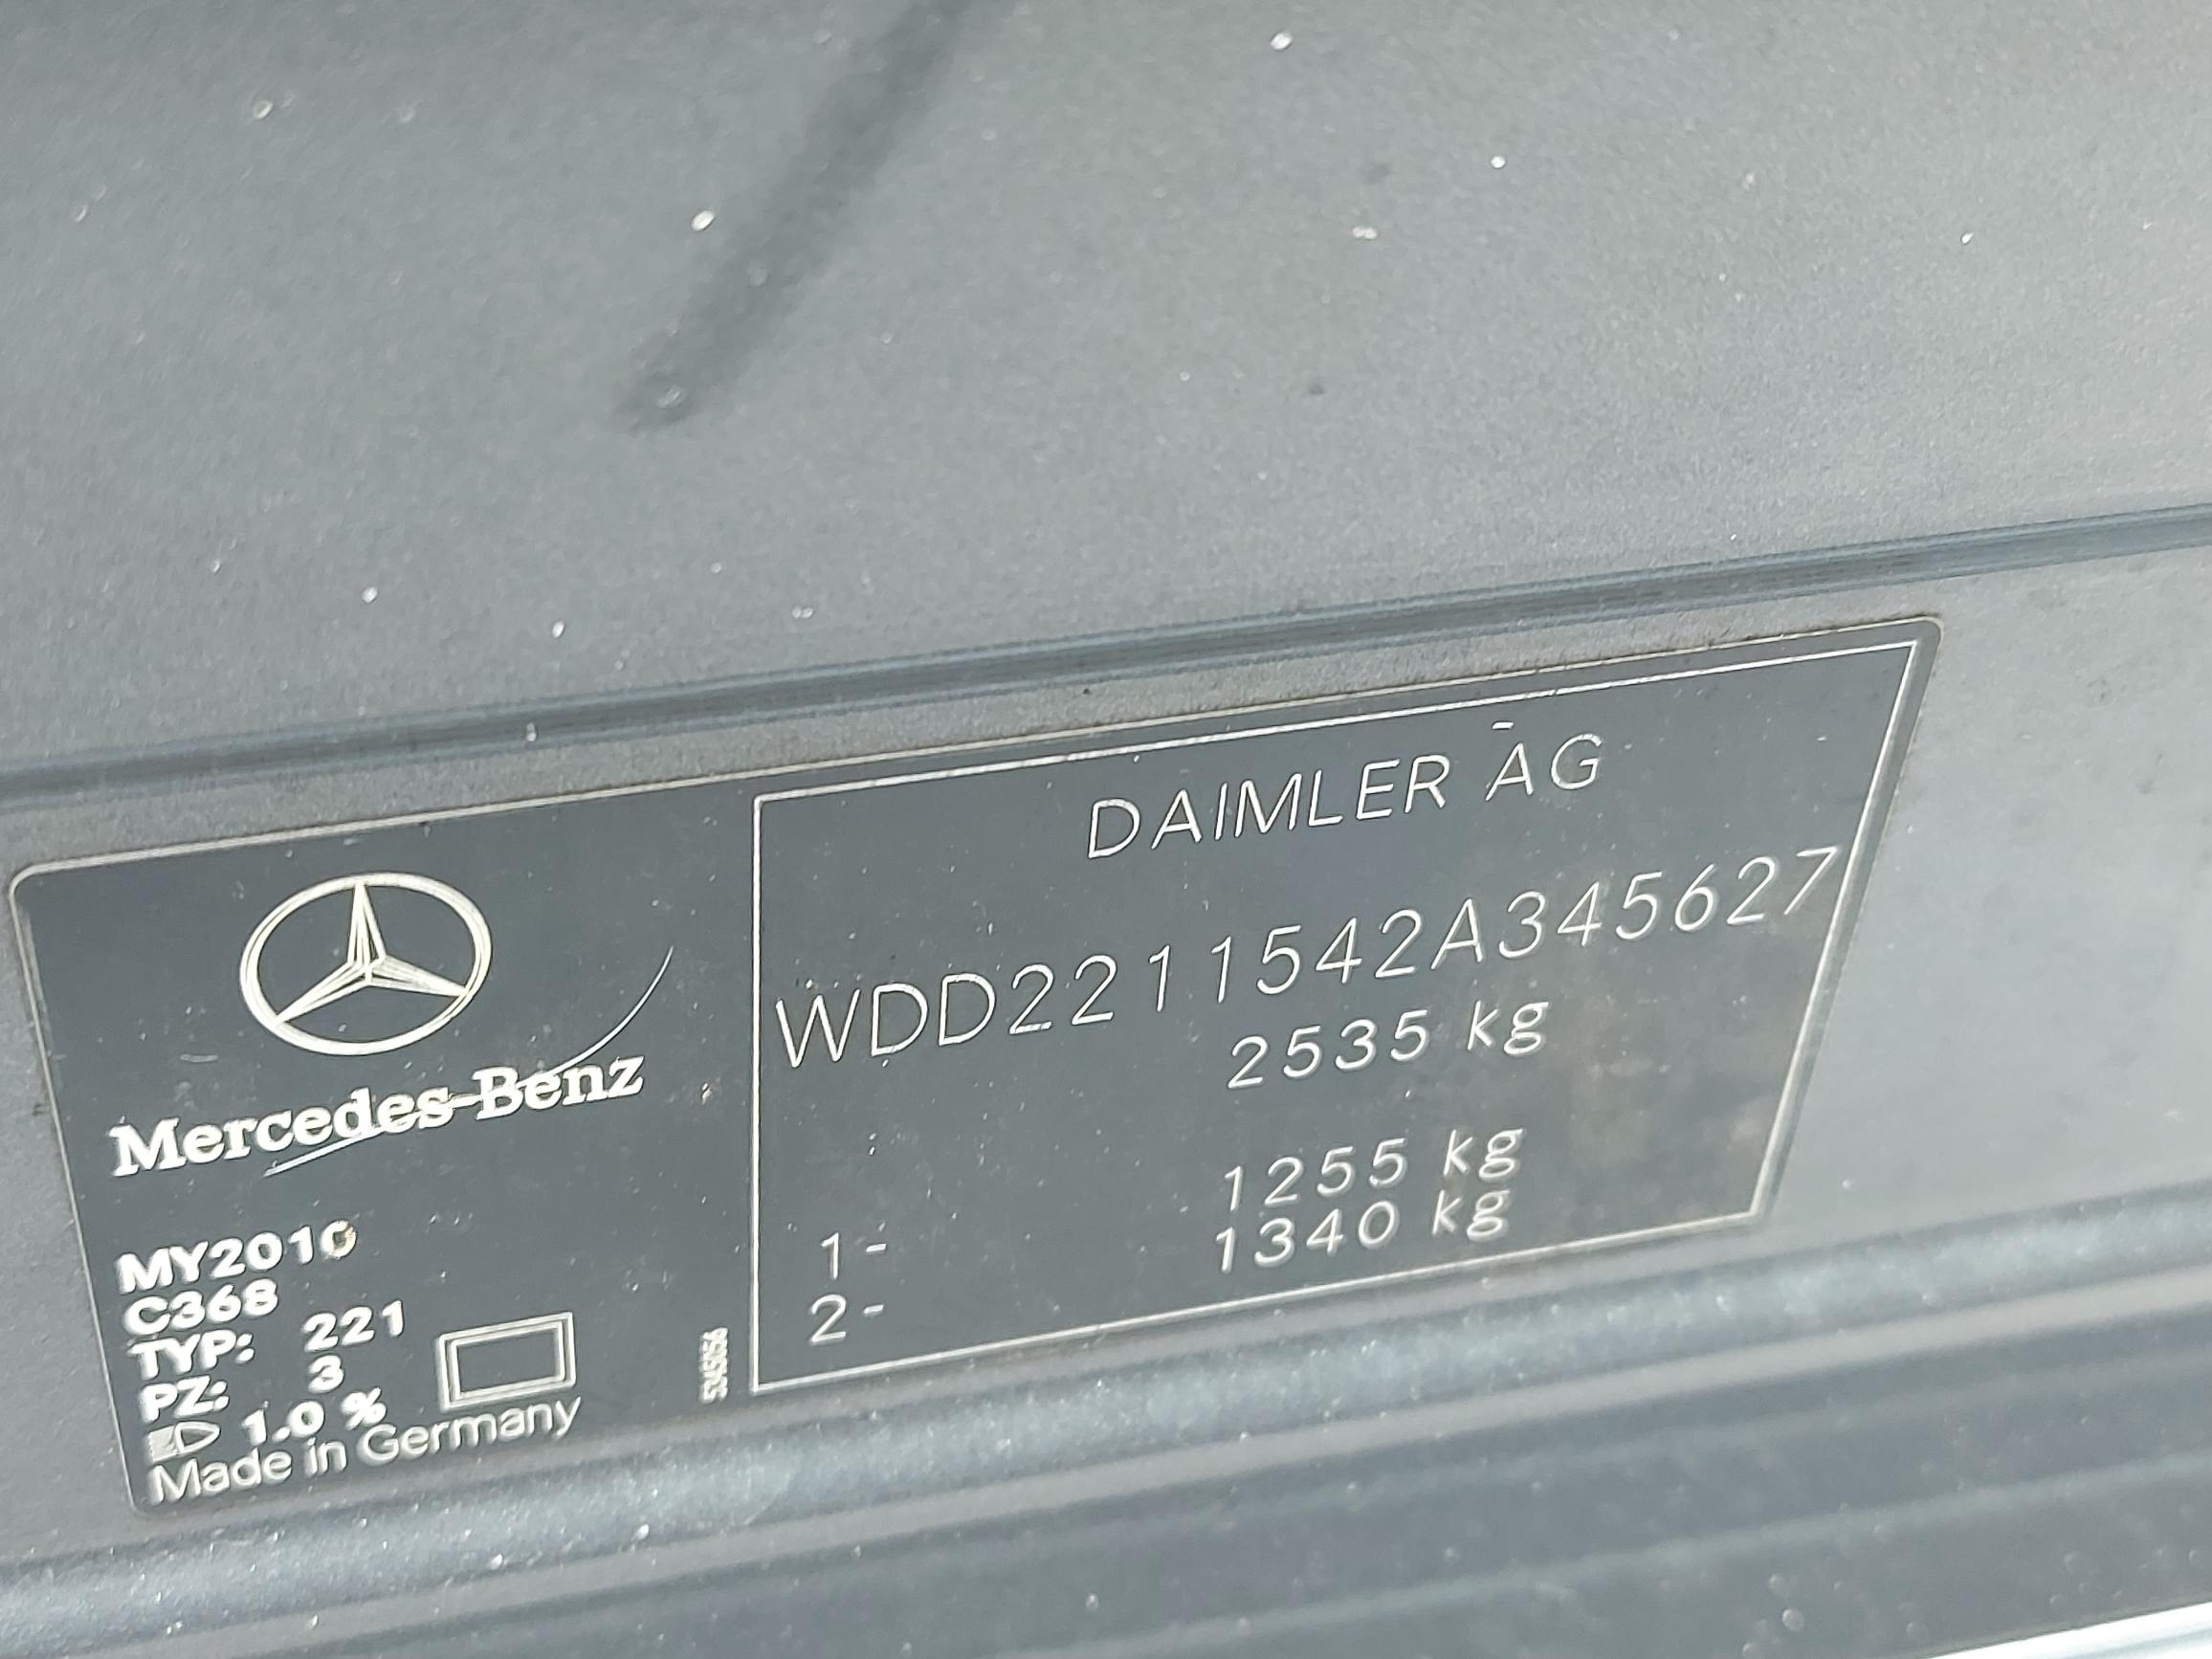 Mercedes-Benz
MY2010
C368
TYP: 221
PZ: 3
1.0 %
Made in Germany
5345056
DAIMLER AG
WDD2211542A345627
2535 kg
1- 1255 kg
2- 1340 kg